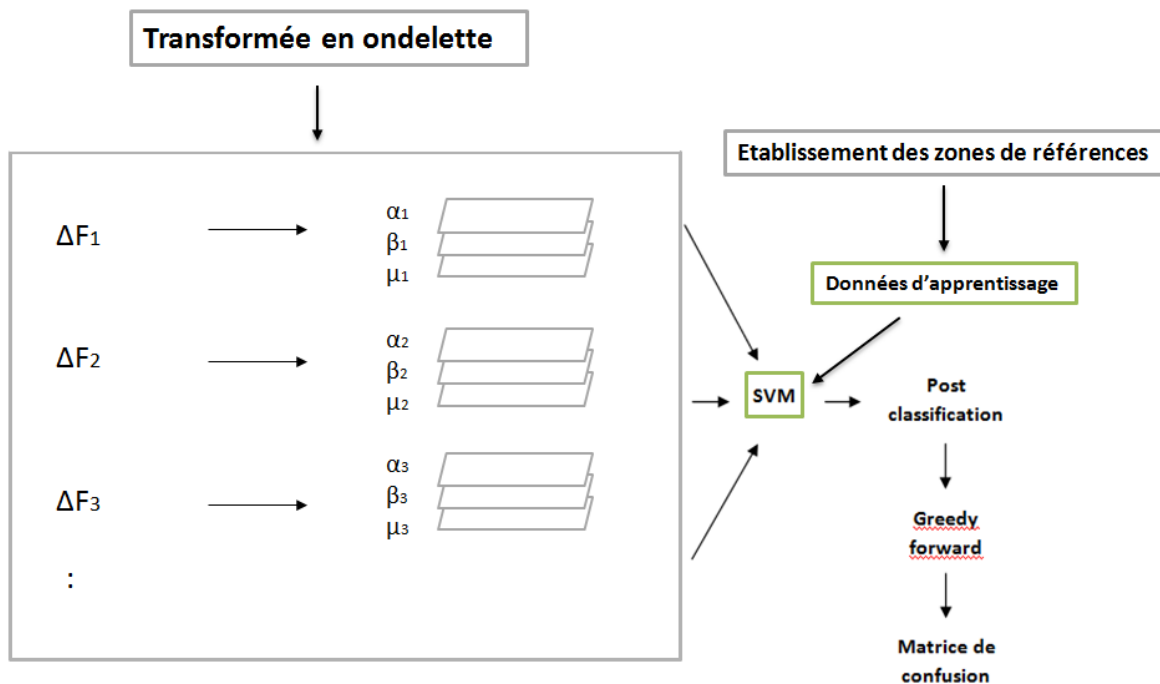 Transformée en ondelette
Etablissement des zones de références
ΔF1
α1
β1
μ1
Données d'apprentissage
ΔF2
α2
β2
μ2
SVM
Post
classification
ΔF3
α3
β3
μ3
Greedy
forward
:
Matrice de
confusion